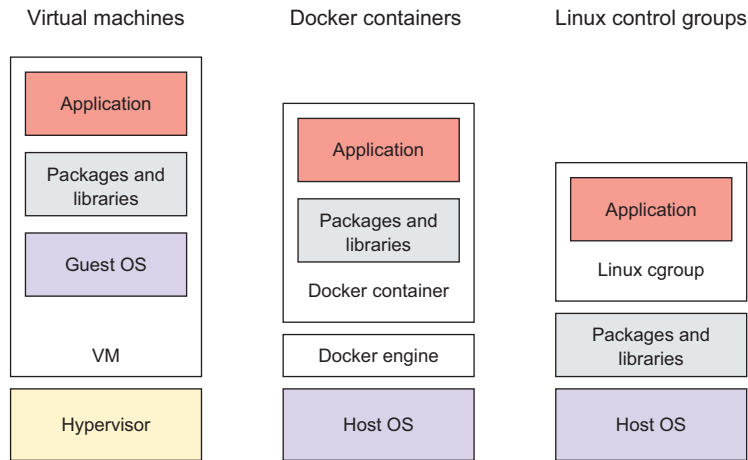 Virtual machines
Application
Packages and
libraries
Guest OS
VM
Hypervisor
Docker containers
Application
Packages and
libraries
Docker container
Docker engine
Host OS
Linux control groups
Application
Linux cgroup
Packages and
libraries
Host OS